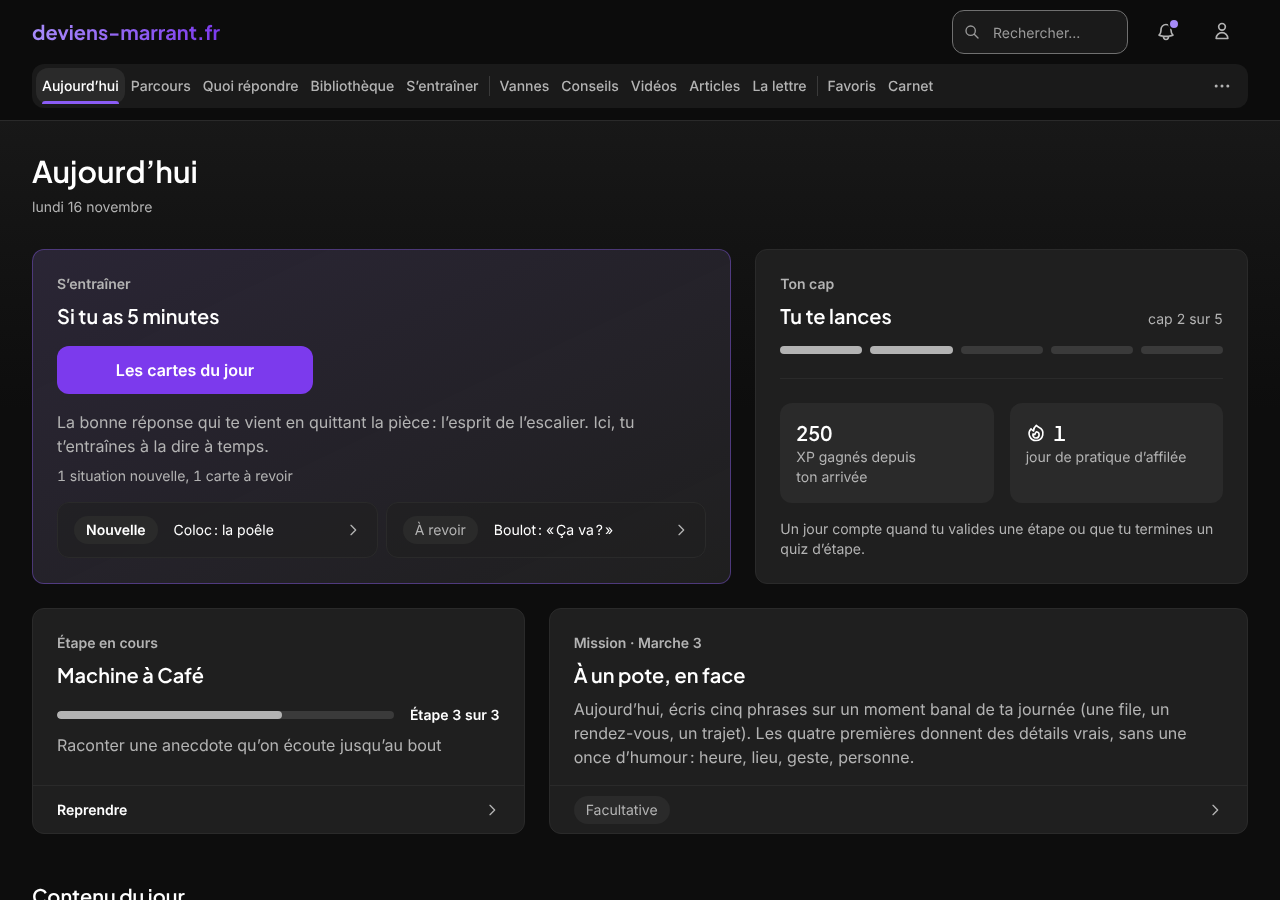 deviens-marrant.fr
Rechercher...
Aujourd’hui Parcours Quoi répondre Bibliothèque S’entraîner Vannes Conseils Vidéos Articles La lettre Favoris Carnet
Aujourd’hui
lundi 16 novembre
S’entraîner
Si tu as 5 minutes
Les cartes du jour
La bonne réponse qui te vient en quittant la pièce : l’esprit de l’escalier. Ici, tu
t’entraînes à la dire à temps.
1 situation nouvelle, 1 carte à revoir
Nouvelle Coloc : la poêle
À revoir Boulot : « Ça va ? »
Ton cap
Tu te lances
cap 2 sur 5
250
XP gagnés depuis
ton arrivée
1
jour de pratique d’affilée
Un jour compte quand tu valides une étape ou que tu termines un
quiz d’étape.
Étape en cours
Machine à Café
Étape 3 sur 3
Raconter une anecdote qu’on écoute jusqu’au bout
Reprendre
Mission · Marche 3
À un pote, en face
Aujourd’hui, écris cinq phrases sur un moment banal de ta journée (une file, un
rendez-vous, un trajet). Les quatre premières donnent des détails vrais, sans une
once d’humour : heure, lieu, geste, personne.
Facultative
Contenu du jour